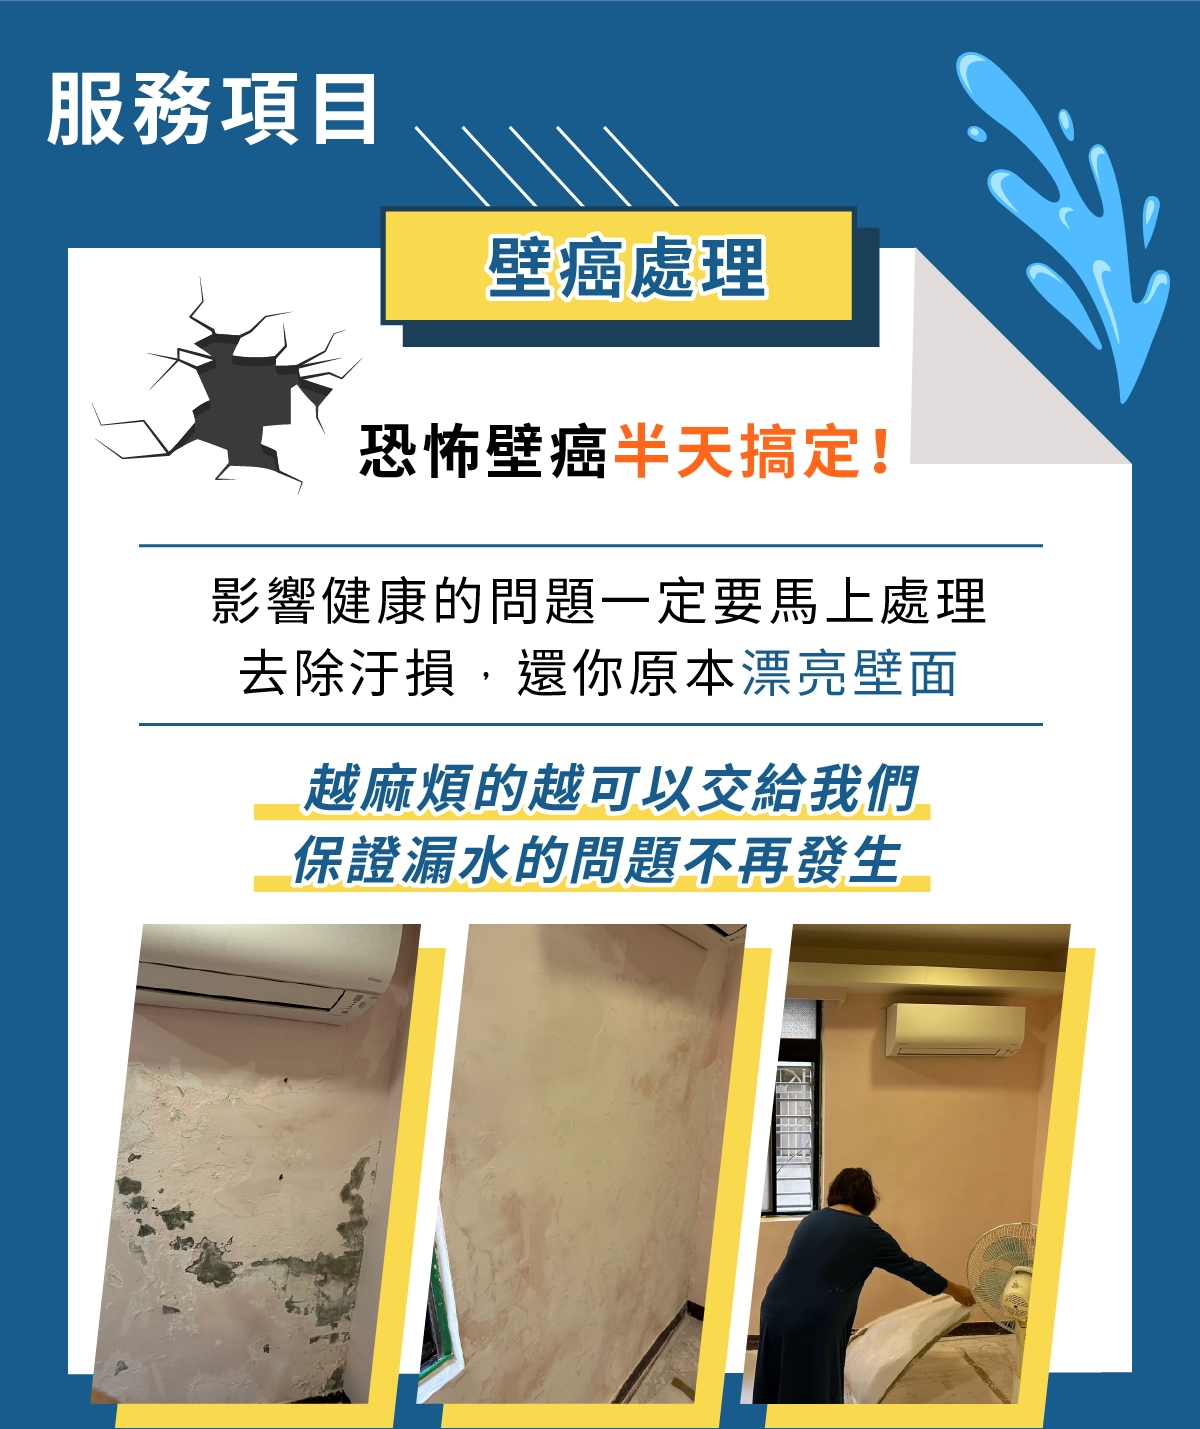 服務項目
壁癌處理
恐怖壁癌半天搞定！
影響健康的問題一定要馬上處理
去除汙損，還你原本漂亮壁面
越麻煩的越可以交給我們
保證漏水的問題不再發生